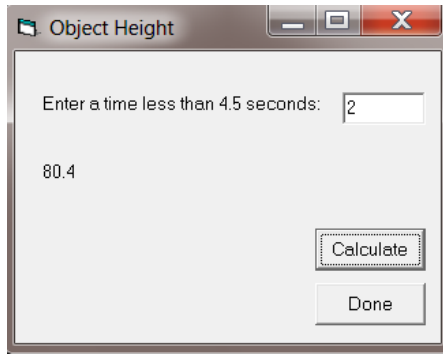 Object Height
Enter a time less than 4.5 seconds: 2
80.4
Calculate
Done